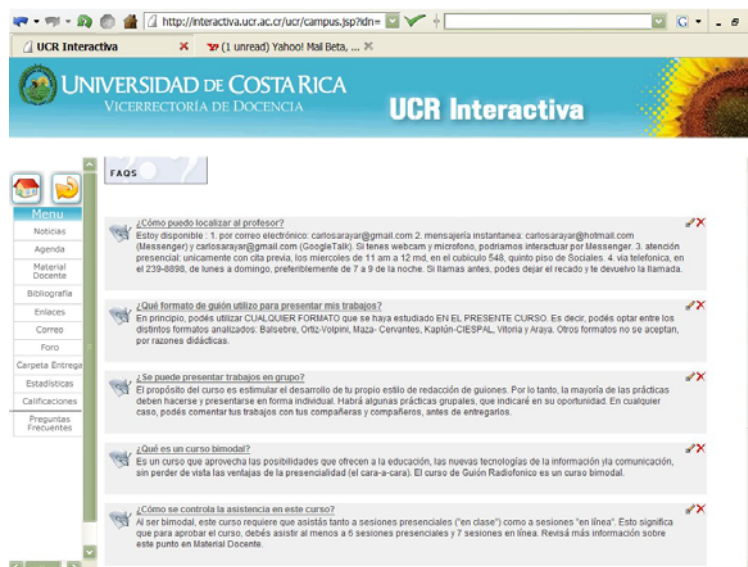 http://interactiva.ucr.ac.cr/ucr/campus.jsp?idn=
G
UCR Interactiva
(1 unread) Yahoo! Mail Beta, ...
UNIVERSIDAD DE COSTA RICA
VICERRECTORÍA DE DOCENCIA
UCR Interactiva
FAQS
Menu
Noticias
Agenda
Material
Docente
Bibliografía
Enlaces
Correo
Foro
Carpeta Entrega
Estadísticas
Calificaciones
Preguntas
Frecuentes
¿Cómo puedo localizar al profesor?
Estoy disponible : 1. por correo electrónico: carlosarayar@gmail.com 2. mensajería instantanea: carlosarayar@hotmail.com
(Messenger) y carlosarayar@gmail.com (GoogleTalk). Si tenes webcam y microfono, podriamos interactuar por Messenger. 3. atención
presencial: unicamente con cita previa, los miercoles de 11 am a 12 md, en el cubiculo 548, quinto piso de Sociales. 4. via telefonica, en
el 239-8898, de lunes a domingo, preferiblemente de 7 a 9 de la noche. Si llamas antes, podes dejar el recado y te devuelvo la llamada.
¿Qué formato de guión utilizo para presentar mis trabajos?
En principio, podés utilizar CUALQUIER FORMATO que se haya estudiado EN EL PRESENTE CURSO. Es decir, podés optar entre los
distintos formatos analizados: Balsebre, Ortiz-Volpini, Maza- Cervantes, Kaplún-CIESPAL, Vitoria y Araya. Otros formatos no se aceptan,
por razones didácticas.
¿Se puede presentar trabajos en grupo?
El propósito del curso es estimular el desarrollo de tu propio estilo de redacción de guiones. Por lo tanto, la mayoría de las prácticas
deben hacerse y presentarse en forma individual. Habrá algunas prácticas grupales, que indicaré en su oportunidad. En cualquier
caso, podés comentar tus trabajos con tus compañeras y compañeros, antes de entregarlos.
¿Qué es un curso bimodal?
Es un curso que aprovecha las posibilidades que ofrecen a la educación, las nuevas tecnologías de la información yla comunicación,
sin perder de vista las ventajas de la presencialidad (el cara-a-cara). El curso de Guión Radiofonico es un curso bimodal.
¿Cómo se controla la asistencia en este curso?
Al ser bimodal, este curso requiere que asistás tanto a sesiones presenciales ("en clase") como a sesiones "en línea". Esto significa
que para aprobar el curso, debés asistir al menos a 6 sesiones presenciales y 7 sesiones en línea. Revisá más información sobre
este punto en Material Docente.